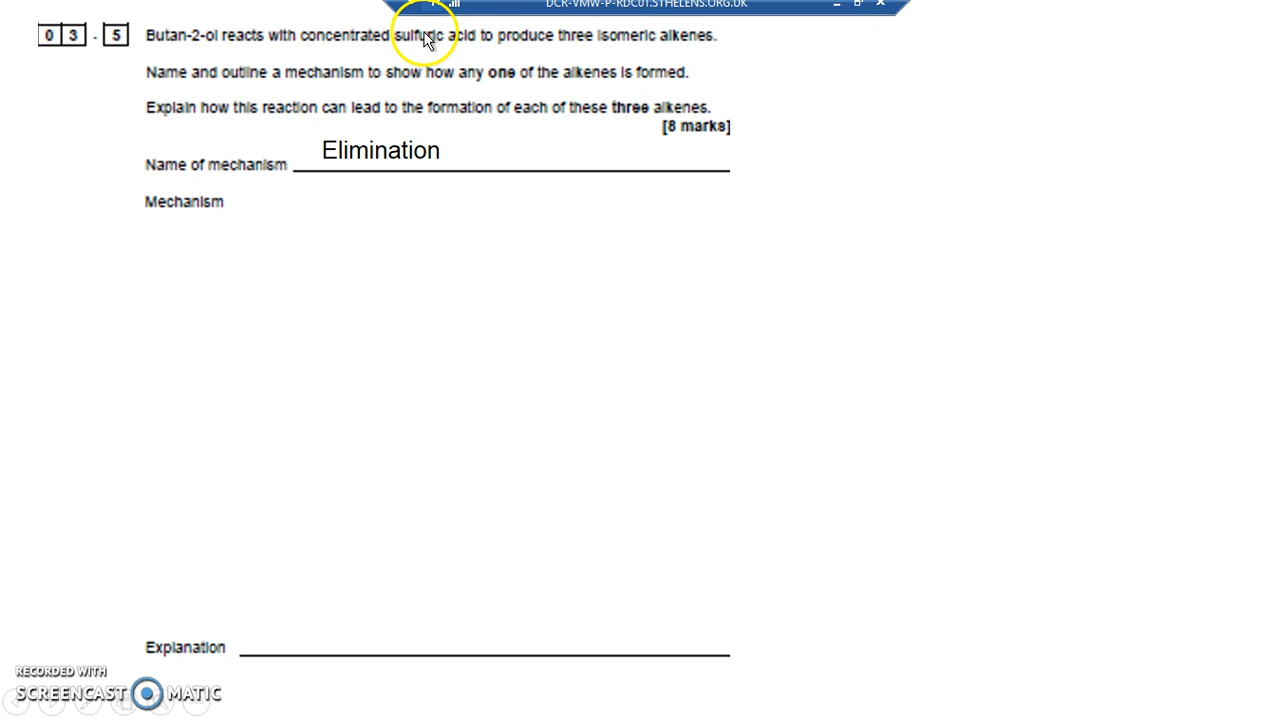 DCR-VMW-P-RDC01.STHELENS.ORG.UK
0 3 . 5 Butan-2-ol reacts with concentrated sulfuric acid to produce three isomeric alkenes.
Name and outline a mechanism to show how any one of the alkenes is formed.
Explain how this reaction can lead to the formation of each of these three alkenes.
[8 marks]
Name of mechanism Elimination
Mechanism
Explanation
RECORDED WITH
SCREENCAST MATIC